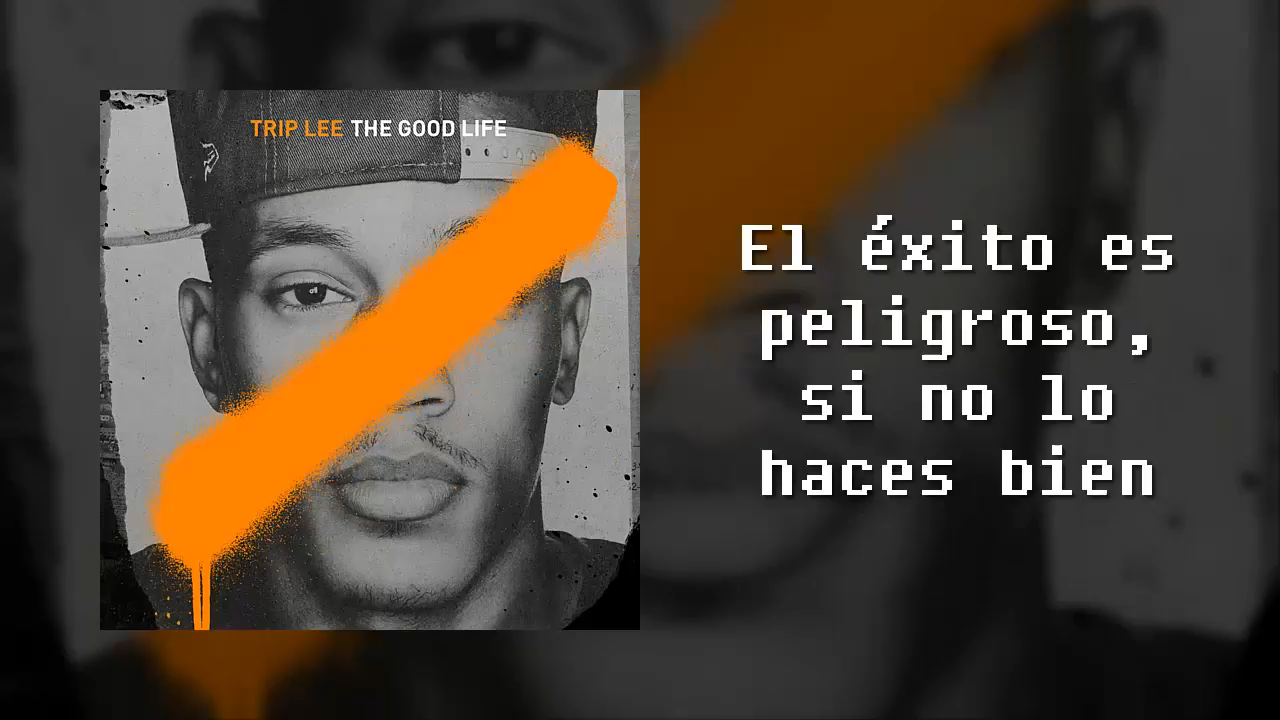 TRIP LEE THE GOOD LIFE
El éxito es
peligroso,
si no lo
haces bien